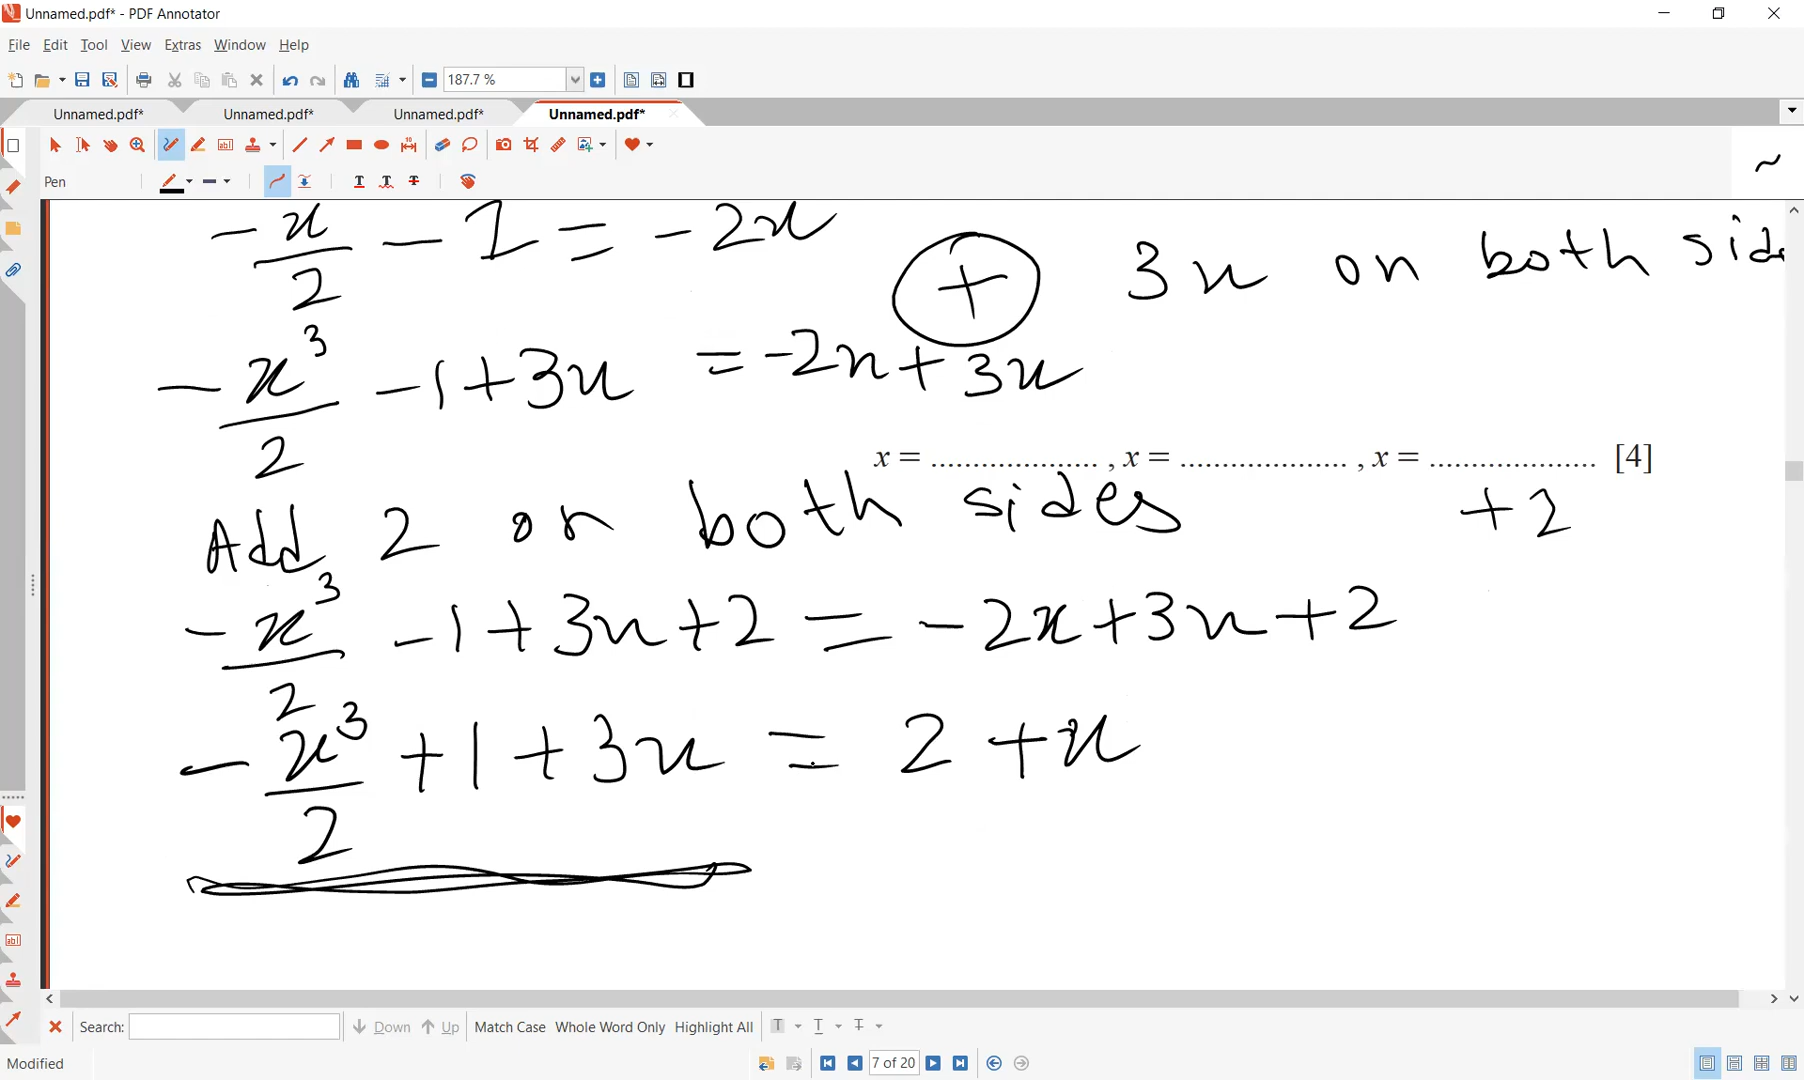 Unnamed.pdf* - PDF Annotator
File Edit Tool View Extras Window Help
187.7 %
Unnamed.pdf* Unnamed.pdf* Unnamed.pdf* Unnamed.pdf*
Pen
-x/2 - 1 = -2x
+ 3x on both side
-x³/2 -1+3x = -2x+3x
x = .................... , x = .................... , x = .................... [4]
Add 2 on both sides +2
-x³/2 -1+3x+2 = -2x+3x+2
-x³/2 +1+3x = 2+x
Search: Down Up Match Case Whole Word Only Highlight All
Modified 7 of 20